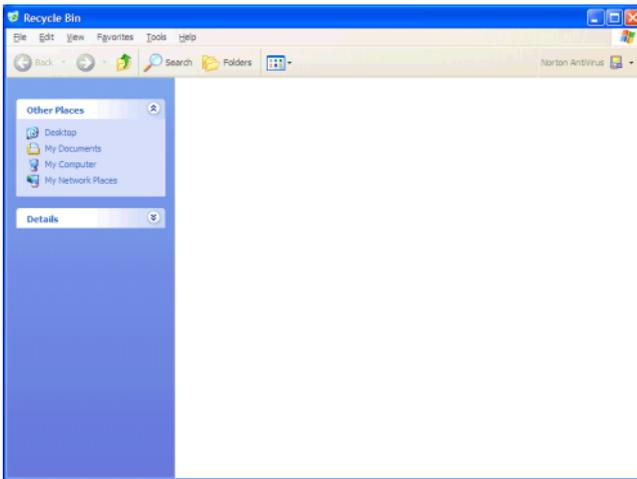 Recycle Bin
File Edit View Favorites Tools Help
Back Search Folders Norton AntiVirus
Other Places
Desktop
My Documents
My Computer
My Network Places
Details